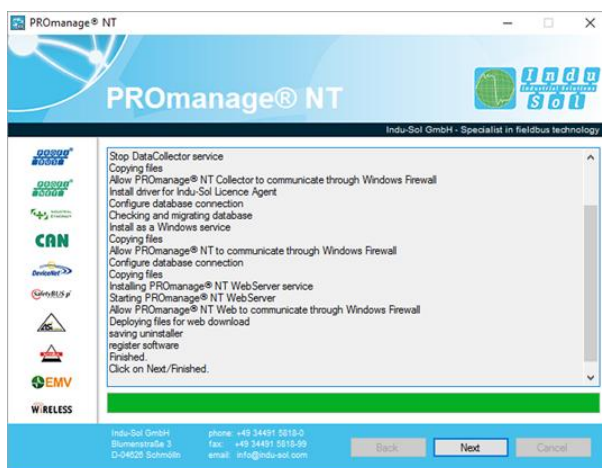 PROmanage® NT
PROmanage® NT
Indu
Industrial Solutions
Sol
Indu-Sol GmbH - Specialist in fieldbus technology
CAN
DeviceNet
SafetyBUS p
EMV
WiRELESS
Stop DataCollector service
Copying files
Allow PROmanage® NT Collector to communicate through Windows Firewall
Install driver for Indu-Sol Licence Agent
Configure database connection
Checking and migrating database
Install as a Windows service
Copying files
Allow PROmanage® NT to communicate through Windows Firewall
Configure database connection
Copying files
Installing PROmanage® NT WebServer service
Starting PROmanage® NT WebServer
Allow PROmanage® NT Web to communicate through Windows Firewall
Deploying files for web download
saving uninstaller
register software
Finished.
Click on Next/Finished.
Indu-Sol GmbH
Blumenstraße 3
D-04626 Schmölln
phone: +49 34491 5818-0
fax: +49 34491 5818-99
email: info@indu-sol.com
Back
Next
Cancel